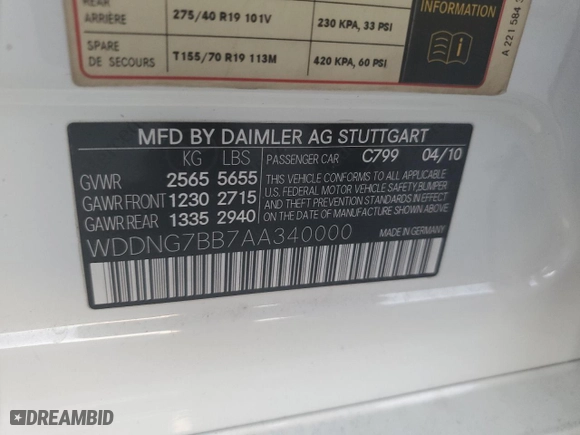 REAR
ARRIÈRE 275/40 R19 101V 230 KPA, 33 PSI
SPARE
DE SECOURS T155/70 R19 113M 420 KPA, 60 PSI
INFORMATION
A 221 584
MFD BY DAIMLER AG STUTTGART
KG LBS PASSENGER CAR C799 04/10
GVWR 2565 5655
GAWR FRONT 1230 2715
GAWR REAR 1335 2940
THIS VEHICLE CONFORMS TO ALL APPLICABLE
U.S. FEDERAL MOTOR VEHICLE SAFETY, BUMPER
AND THEFT PREVENTION STANDARDS IN EFFECT
ON THE DATE OF MANUFACTURE SHOWN ABOVE.
WDDNG7BB7AA340000
MADE IN GERMANY
DREAMBID